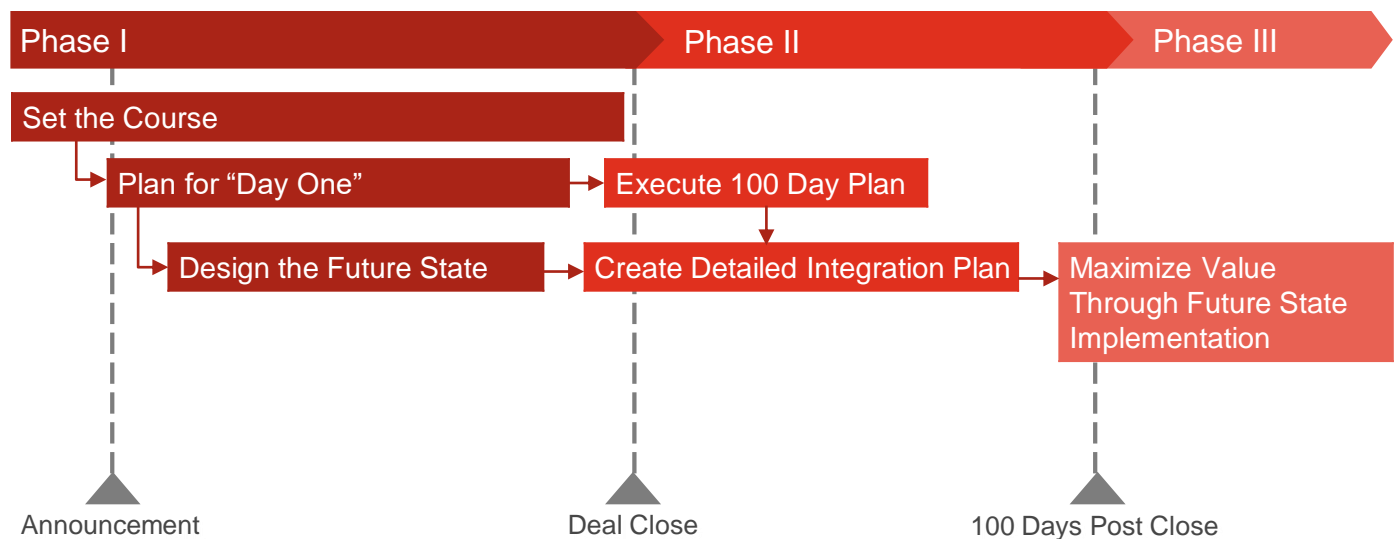 Phase I
Phase II
Phase III
Set the Course
Plan for “Day One”
Execute 100 Day Plan
Design the Future State
Create Detailed Integration Plan
Maximize Value
Through Future State
Implementation
Announcement
Deal Close
100 Days Post Close